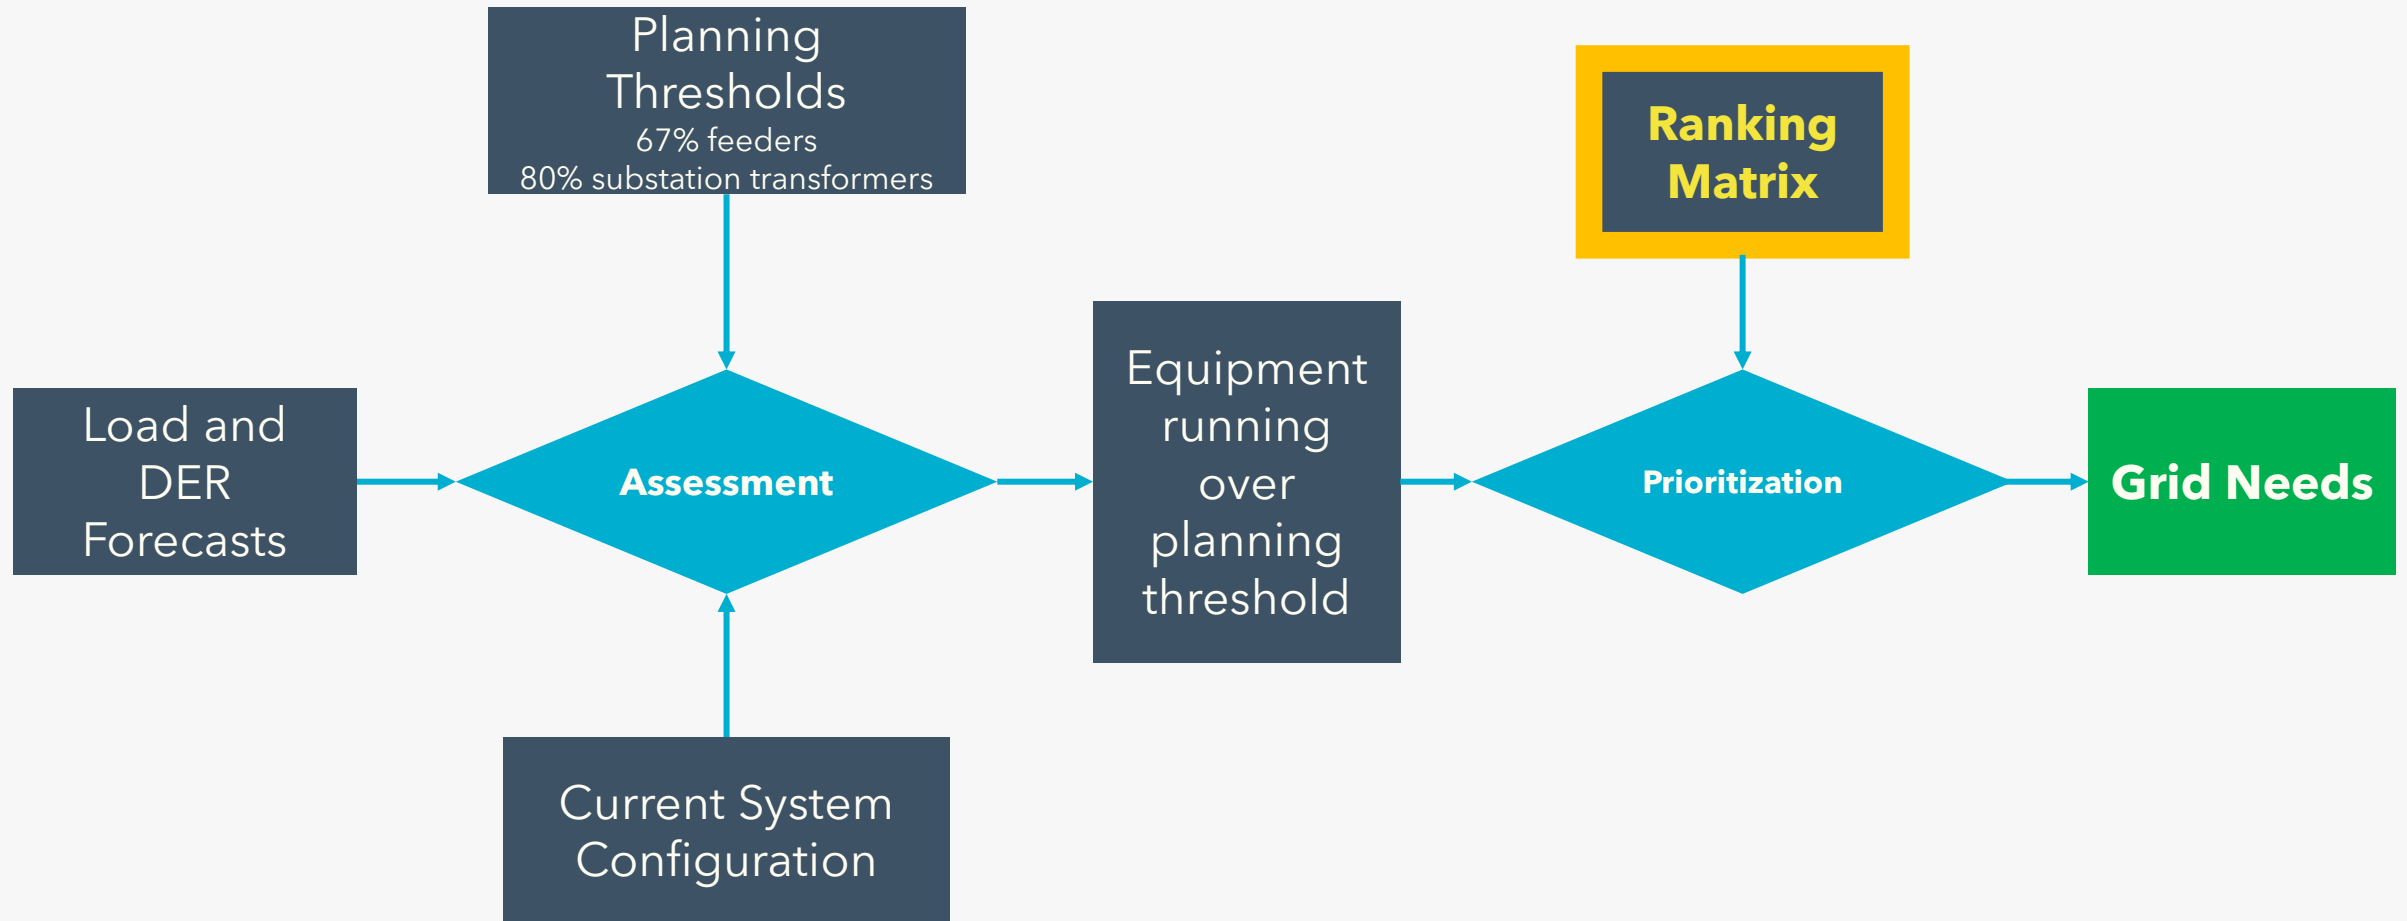 Planning
Thresholds
67% feeders
80% substation transformers
Ranking
Matrix
Load and
DER
Forecasts
Assessment
Equipment
running
over
planning
threshold
Prioritization
Grid Needs
Current System
Configuration